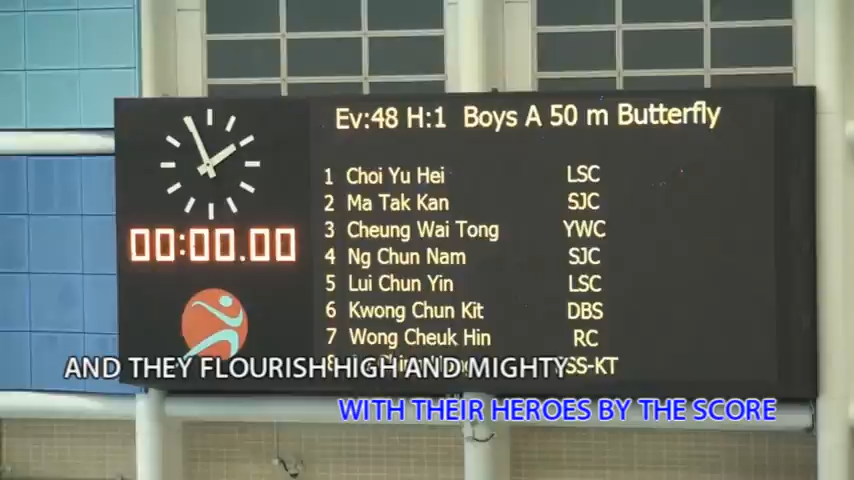 Ev:48 H:1 Boys A 50 m Butterfly
1 Choi Yu Hei LSC
2 Ma Tak Kan SJC
3 Cheung Wai Tong YWC
4 Ng Chun Nam SJC
5 Lui Chun Yin LSC
6 Kwong Chun Kit DBS
7 Wong Cheuk Hin RC
8
00:00.00
AND THEY FLOURISH HIGH AND MIGHTY
WITH THEIR HEROES BY THE SCORE